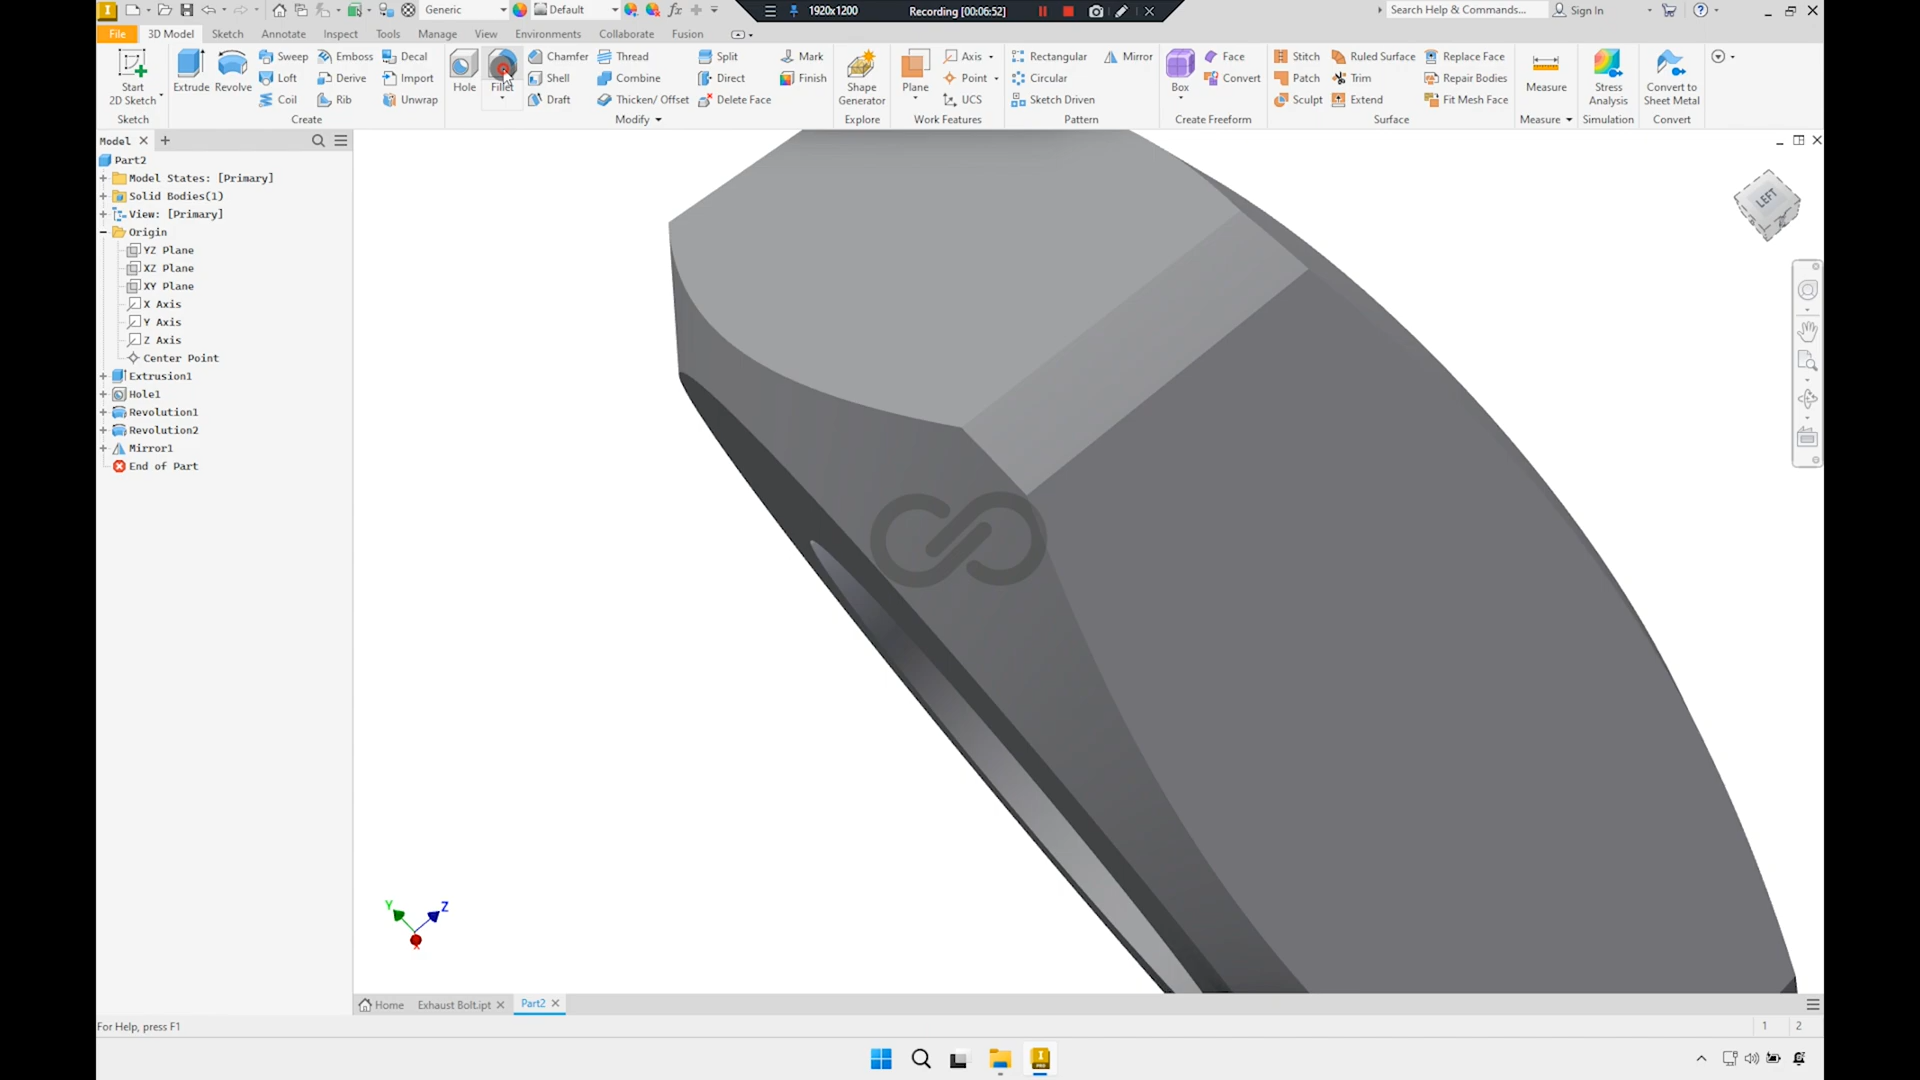 Generic
Default
1920x1200
Recording [00:06:52]
Search Help & Commands...
Sign In
File
3D Model
Sketch
Annotate
Inspect
Tools
Manage
View
Environments
Collaborate
Fusion
Start
2D Sketch
Sketch
Extrude
Revolve
Sweep
Loft
Coil
Emboss
Derive
Rib
Decal
Import
Unwrap
Create
Hole
Fillet
Chamfer
Shell
Draft
Thread
Combine
Thicken/ Offset
Split
Direct
Delete Face
Mark
Finish
Modify
Shape
Generator
Explore
Plane
Axis
Point
UCS
Work Features
Rectangular
Circular
Sketch Driven
Mirror
Pattern
Box
Face
Convert
Create Freeform
Stitch
Patch
Sculpt
Ruled Surface
Trim
Extend
Replace Face
Repair Bodies
Fit Mesh Face
Surface
Measure
Measure
Stress
Analysis
Simulation
Convert to
Sheet Metal
Convert
Model
Part2
Model States: [Primary]
Solid Bodies(1)
View: [Primary]
Origin
YZ Plane
XZ Plane
XY Plane
X Axis
Y Axis
Z Axis
Center Point
Extrusion1
Hole1
Revolution1
Revolution2
Mirror1
End of Part
LEFT
Y
Z
X
Home
Exhaust Bolt.ipt
Part2
For Help, press F1
1
2